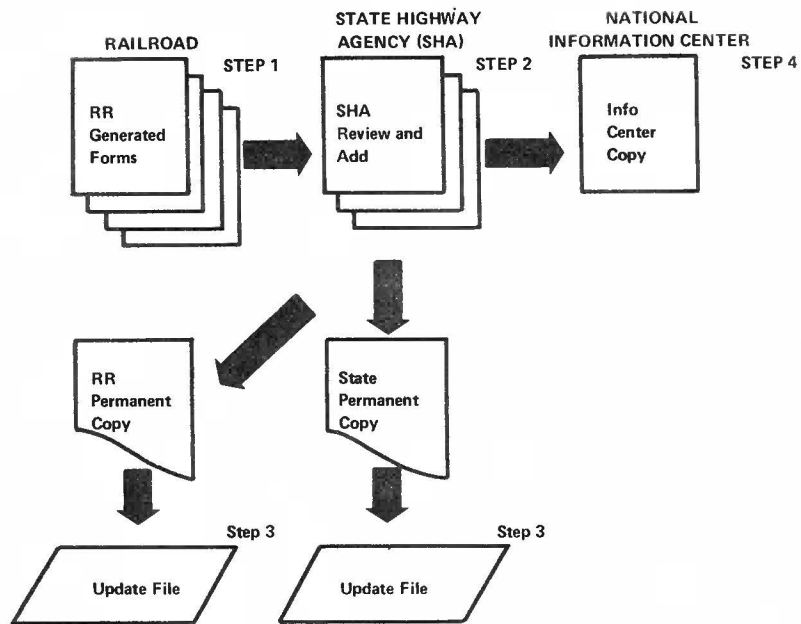 RAILROAD
STEP 1
RR
Generated
Forms
STATE HIGHWAY
AGENCY (SHA)
STEP 2
SHA
Review and
Add
NATIONAL
INFORMATION CENTER
STEP 4
Info
Center
Copy
RR
Permanent
Copy
State
Permanent
Copy
Step 3
Update File
Step 3
Update File